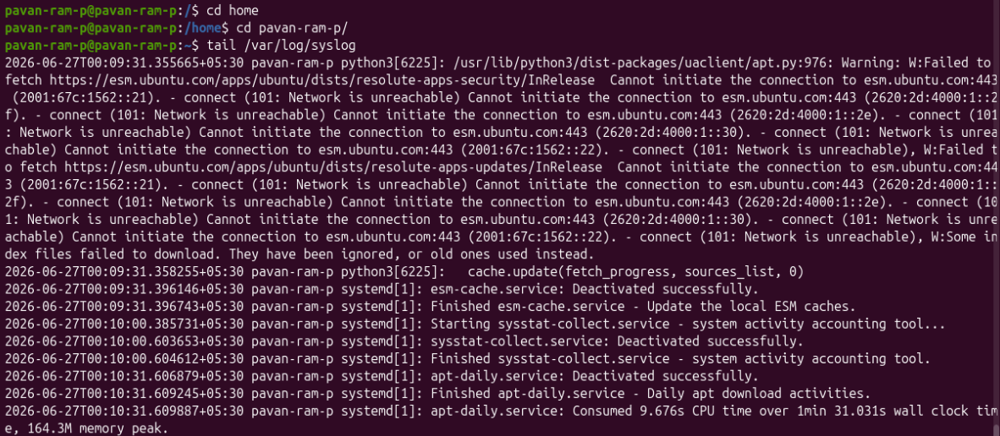 pavan-ram-p@pavan-ram-p:/$ cd home
pavan-ram-p@pavan-ram-p:/home$ cd pavan-ram-p/
pavan-ram-p@pavan-ram-p:~$ tail /var/log/syslog
2026-06-27T00:09:31.355665+05:30 pavan-ram-p python3[6225]: /usr/lib/python3/dist-packages/uaclient/apt.py:976: Warning: W:Failed to
fetch https://esm.ubuntu.com/apps/ubuntu/dists/resolute-apps-security/InRelease  Cannot initiate the connection to esm.ubuntu.com:443
 (2001:67c:1562::21). - connect (101: Network is unreachable) Cannot initiate the connection to esm.ubuntu.com:443 (2620:2d:4000:1::2
f). - connect (101: Network is unreachable) Cannot initiate the connection to esm.ubuntu.com:443 (2620:2d:4000:1::2e). - connect (101
: Network is unreachable) Cannot initiate the connection to esm.ubuntu.com:443 (2620:2d:4000:1::30). - connect (101: Network is unrea
chable) Cannot initiate the connection to esm.ubuntu.com:443 (2001:67c:1562::22). - connect (101: Network is unreachable), W:Failed t
o fetch https://esm.ubuntu.com/apps/ubuntu/dists/resolute-apps-updates/InRelease  Cannot initiate the connection to esm.ubuntu.com:44
3 (2001:67c:1562::21). - connect (101: Network is unreachable) Cannot initiate the connection to esm.ubuntu.com:443 (2620:2d:4000:1::
2f). - connect (101: Network is unreachable) Cannot initiate the connection to esm.ubuntu.com:443 (2620:2d:4000:1::2e). - connect (10
1: Network is unreachable) Cannot initiate the connection to esm.ubuntu.com:443 (2620:2d:4000:1::30). - connect (101: Network is unre
achable) Cannot initiate the connection to esm.ubuntu.com:443 (2001:67c:1562::22). - connect (101: Network is unreachable), W:Some in
dex files failed to download. They have been ignored, or old ones used instead.
2026-06-27T00:09:31.358255+05:30 pavan-ram-p python3[6225]:   cache.update(fetch_progress, sources_list, 0)
2026-06-27T00:09:31.396146+05:30 pavan-ram-p systemd[1]: esm-cache.service: Deactivated successfully.
2026-06-27T00:09:31.396743+05:30 pavan-ram-p systemd[1]: Finished esm-cache.service - Update the local ESM caches.
2026-06-27T00:10:00.385731+05:30 pavan-ram-p systemd[1]: Starting sysstat-collect.service - system activity accounting tool...
2026-06-27T00:10:00.603653+05:30 pavan-ram-p systemd[1]: sysstat-collect.service: Deactivated successfully.
2026-06-27T00:10:00.604612+05:30 pavan-ram-p systemd[1]: Finished sysstat-collect.service - system activity accounting tool.
2026-06-27T00:10:31.606879+05:30 pavan-ram-p systemd[1]: apt-daily.service: Deactivated successfully.
2026-06-27T00:10:31.609245+05:30 pavan-ram-p systemd[1]: Finished apt-daily.service - Daily apt download activities.
2026-06-27T00:10:31.609887+05:30 pavan-ram-p systemd[1]: apt-daily.service: Consumed 9.676s CPU time over 1min 31.031s wall clock tim
e, 164.3M memory peak.